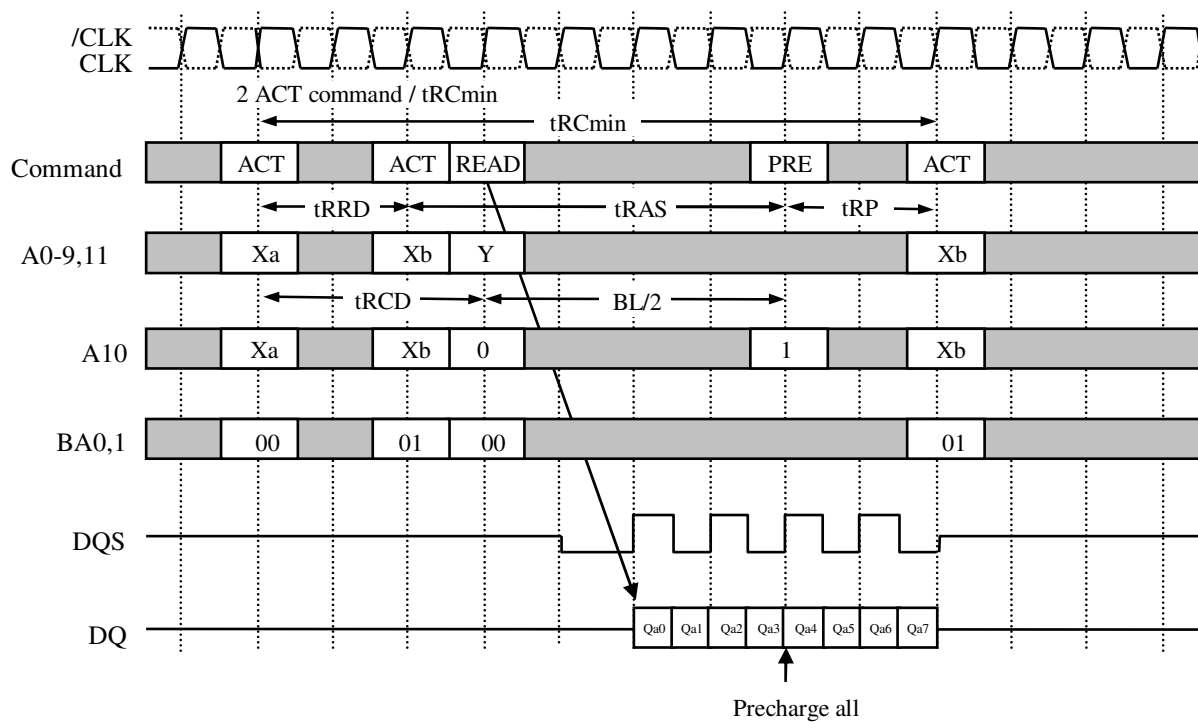 /CLK
CLK
2 ACT command / tRCmin
tRCmin
Command ACT ACT READ PRE ACT
tRRD tRAS tRP
A0-9,11 Xa Xb Y Xb
tRCD BL/2
A10 Xa Xb 0 1 Xb
BA0,1 00 01 00 01
DQS
DQ Qa0 Qa1 Qa2 Qa3 Qa4 Qa5 Qa6 Qa7
Precharge all